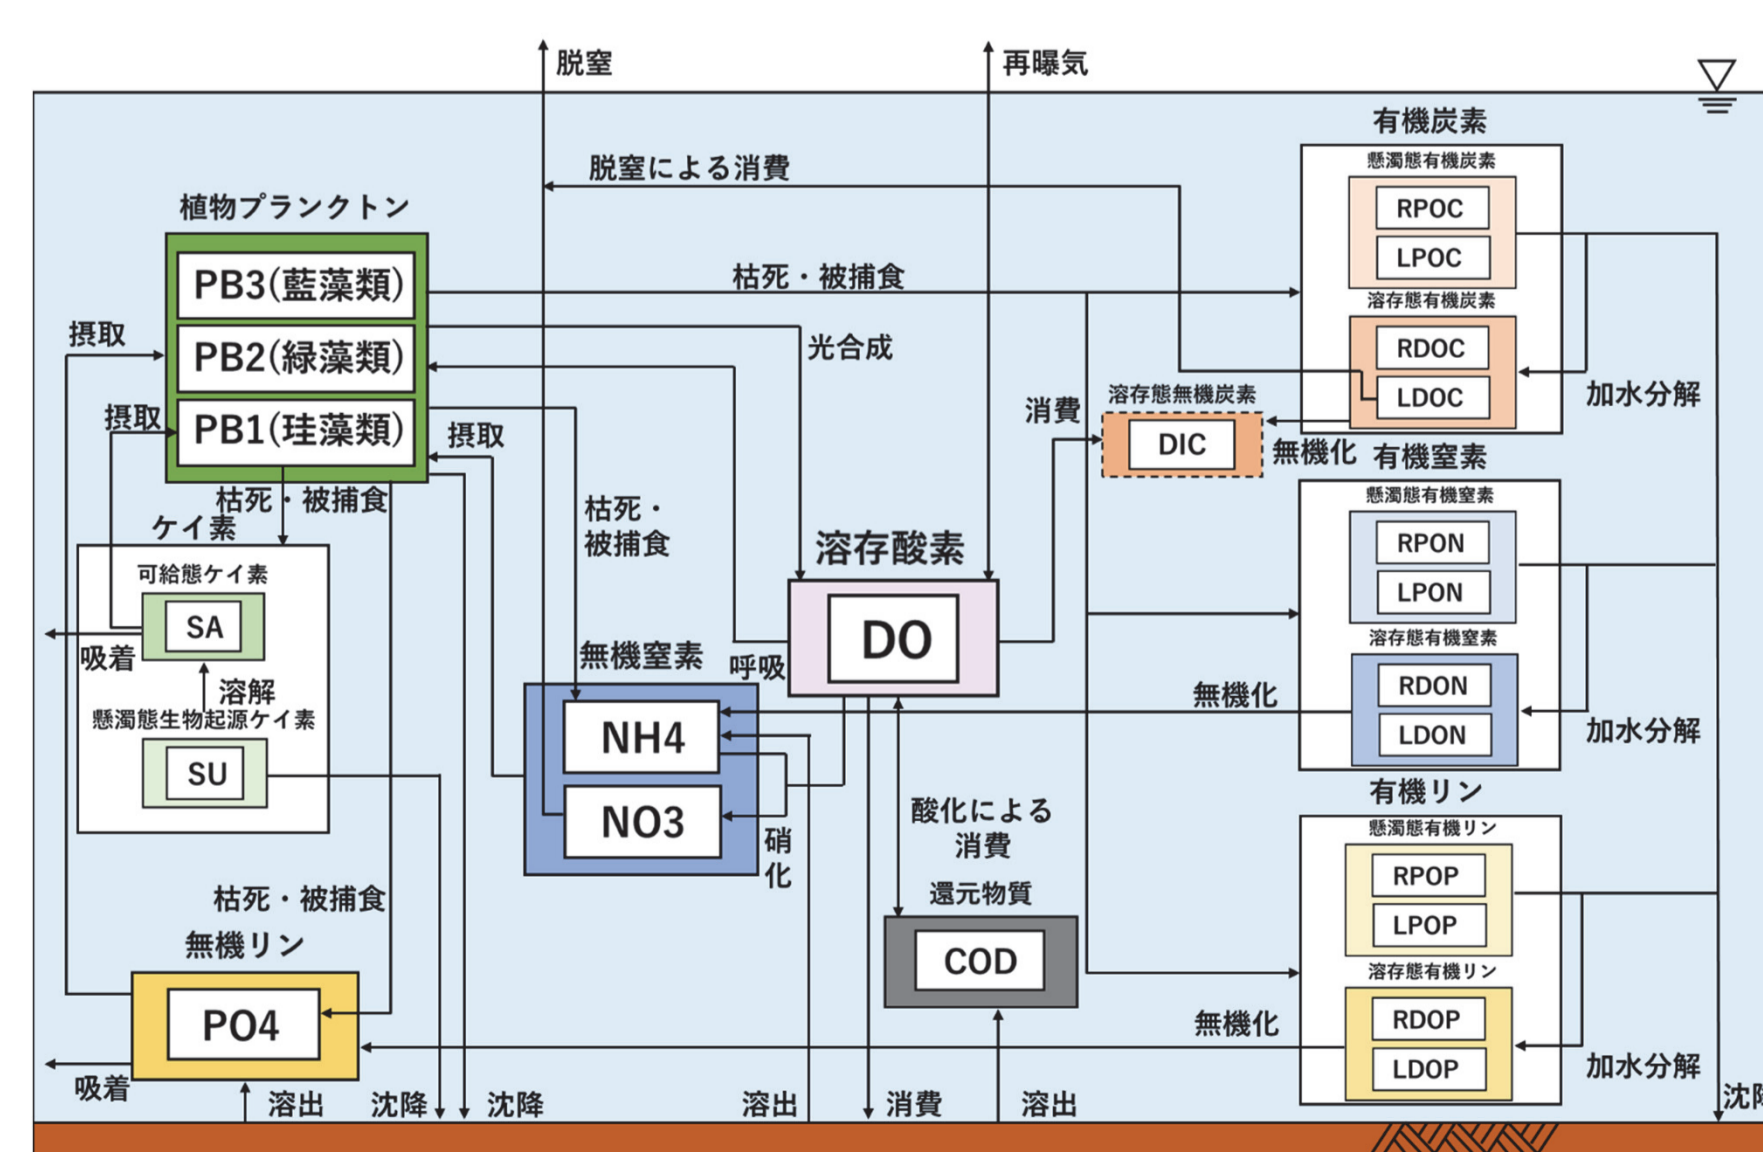 脱窒
再曝気
有機炭素
懸濁態有機炭素
RPOC
LPOC
溶存態有機炭素
RDOC
LDOC
加水分解
脱窒による消費
植物プランクトン
PB3(藍藻類)
PB2(緑藻類)
PB1(珪藻類)
摂取
摂取
摂取
枯死・被捕食
光合成
消費
溶存態無機炭素
DIC
無機化
有機窒素
懸濁態有機窒素
RPON
LPON
溶存態有機窒素
RDON
LDON
加水分解
枯死・被捕食
ケイ素
可給態ケイ素
SA
吸着
溶解
懸濁態生物起源ケイ素
SU
枯死・
被捕食
溶存酸素
DO
呼吸
無機窒素
NH4
NO3
硝
化
無機化
酸化による
消費
還元物質
COD
有機リン
懸濁態有機リン
RPOP
LPOP
溶存態有機リン
RDOP
LDOP
加水分解
枯死・被捕食
無機リン
PO4
無機化
吸着
溶出
沈降
沈降
溶出
消費
溶出
沈